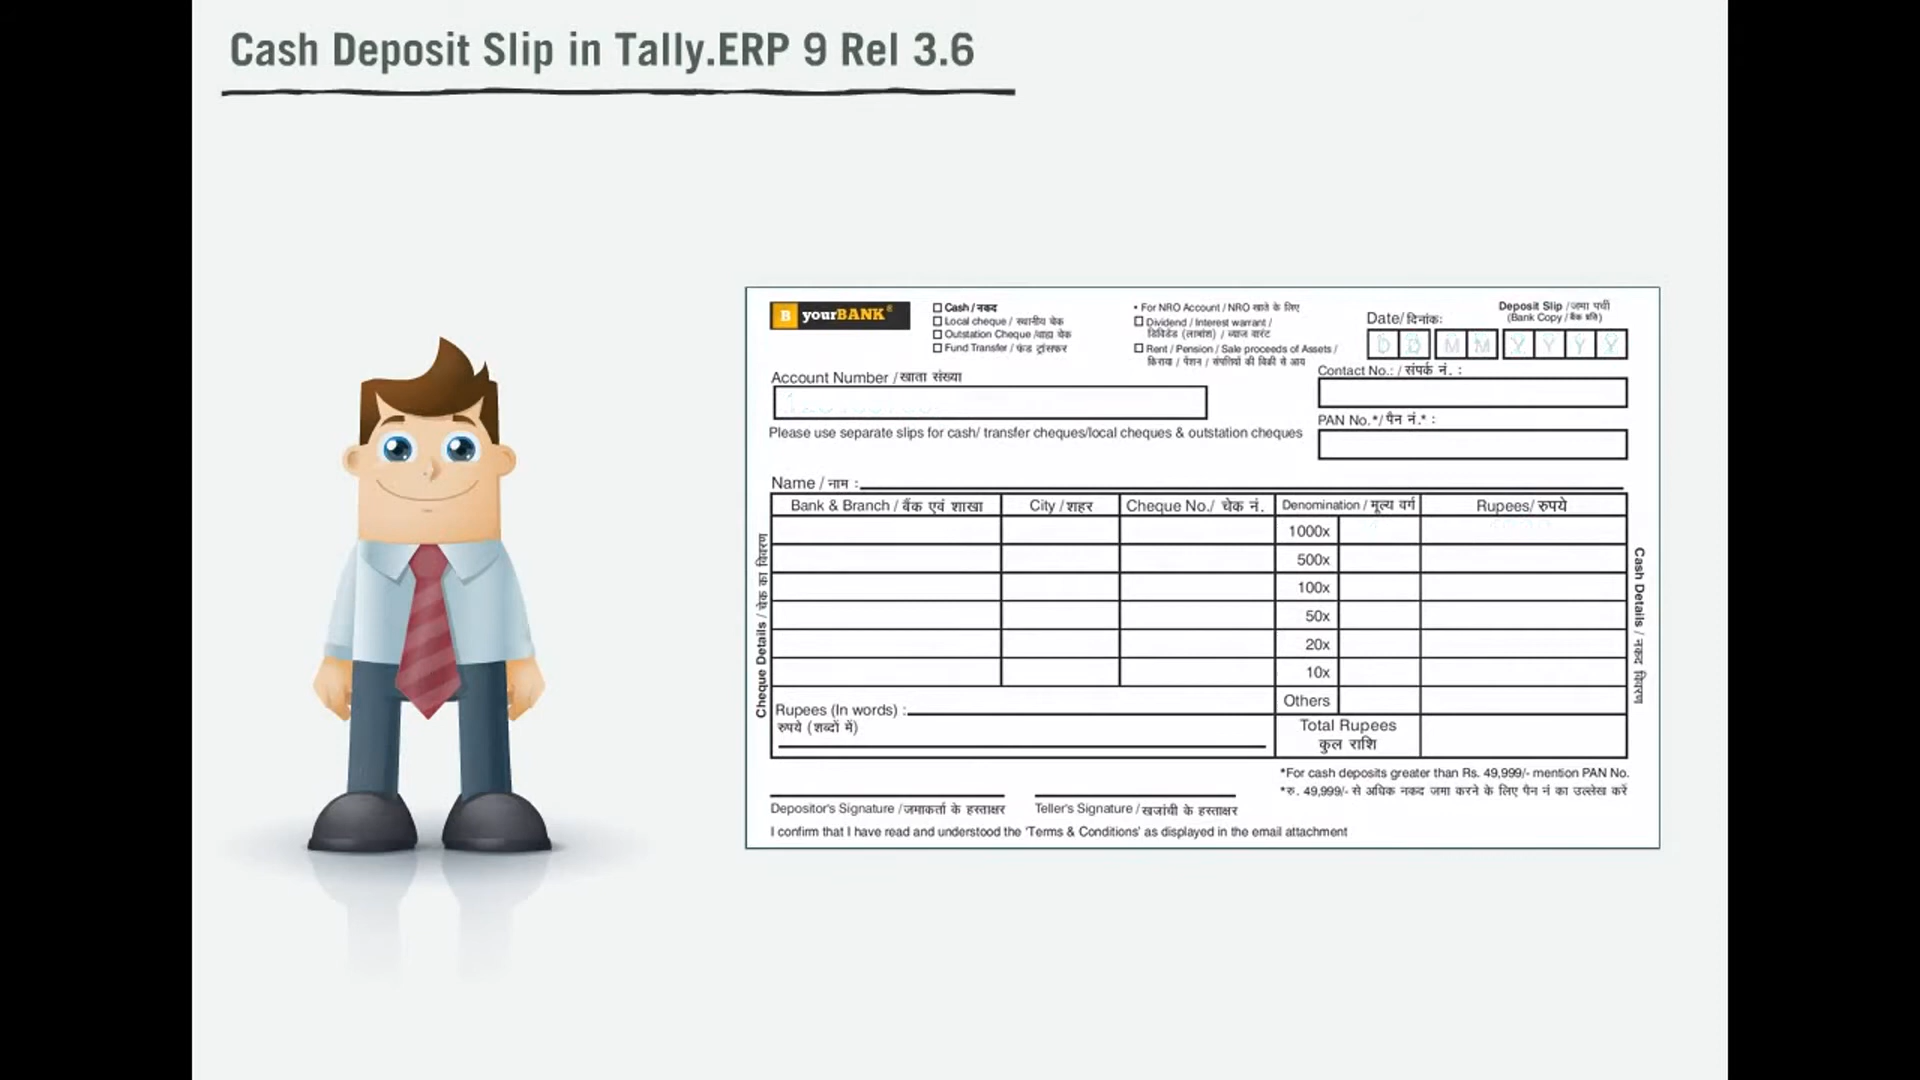 Cash Deposit Slip in Tally.ERP 9 Rel 3.6
B yourBANK®
Cash / नकद
Local cheque / स्थानीय चेक
Outstation Cheque /बाह्य चेक
Fund Transfer / फंड ट्रांसफर
• For NRO Account / NRO खाते के लिए
Dividend / Interest warrant /
डिविडेंड (लाभांश) / ब्याज वारंट
Rent / Pension / Sale proceeds of Assets /
किराया / पेंशन / संपत्तियों की बिक्री से आय
Deposit Slip / जमा पर्ची
(Bank Copy / बैंक प्रति)
Date/ दिनांक:
D D M M Y Y Y Y
Account Number / खाता संख्या
Contact No.: / संपर्क नं. :
PAN No.*/ पैन नं.* :
Please use separate slips for cash/ transfer cheques/local cheques & outstation cheques
Name / नाम :
Bank & Branch / बैंक एवं शाखा City / शहर Cheque No./ चेक नं. Denomination / मूल्य वर्ग Rupees/ रुपये
1000x
500x
100x
50x
20x
10x
Others
Cheque Details / चेक का विवरण
Cash Details / नकद विवरण
Rupees (In words) :
रुपये (शब्दों में)
Total Rupees
कुल राशि
*For cash deposits greater than Rs. 49,999/- mention PAN No.
*रु. 49,999/- से अधिक नकद जमा करने के लिए पैन नं का उल्लेख करें
Depositor's Signature / जमाकर्ता के हस्ताक्षर Teller's Signature / खजांची के हस्ताक्षर
I confirm that I have read and understood the 'Terms & Conditions' as displayed in the email attachment